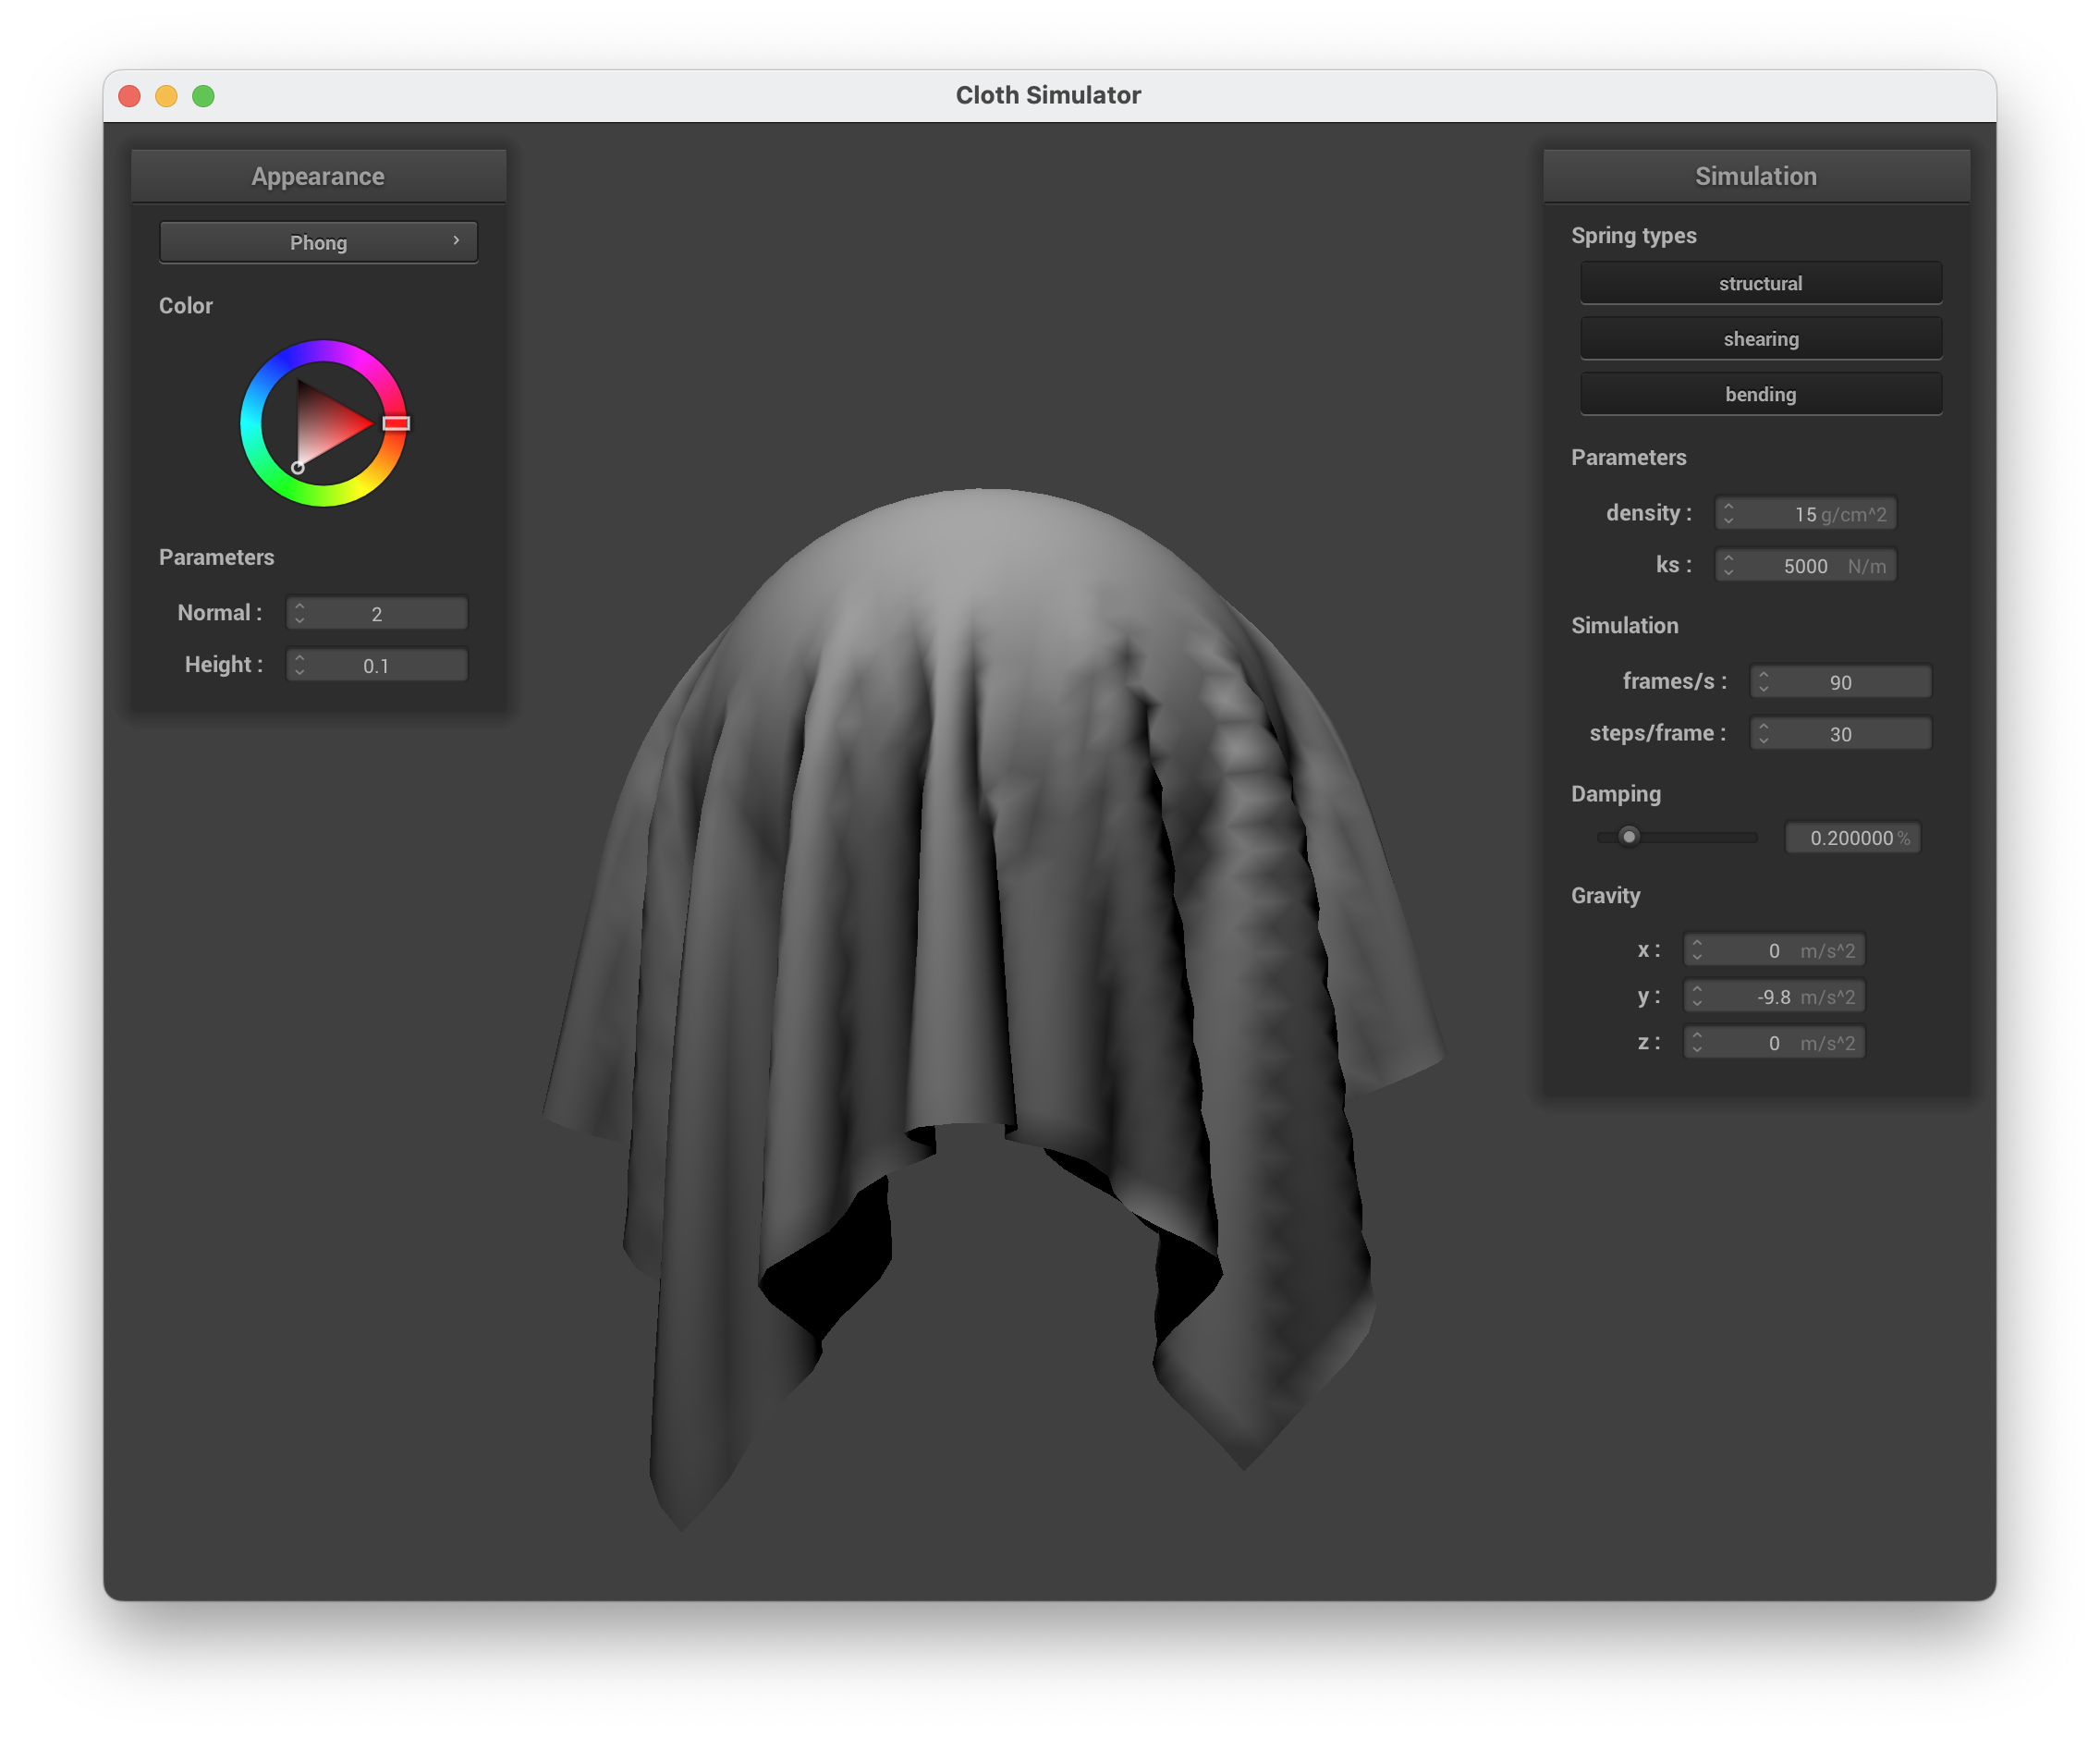 Cloth Simulator
Appearance
Phong
Color
Parameters
Normal : 2
Height : 0.1
Simulation
Spring types
structural
shearing
bending
Parameters
density : 15 g/cm^2
ks : 5000 N/m
Simulation
frames/s : 90
steps/frame : 30
Damping
0.200000 %
Gravity
x : 0 m/s^2
y : -9.8 m/s^2
z : 0 m/s^2